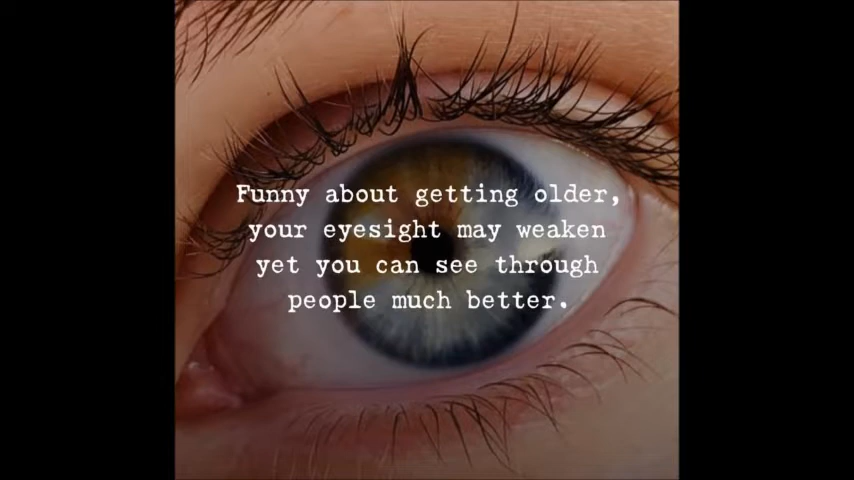 Funny about getting older,
your eyesight may weaken
yet you can see through
people much better.